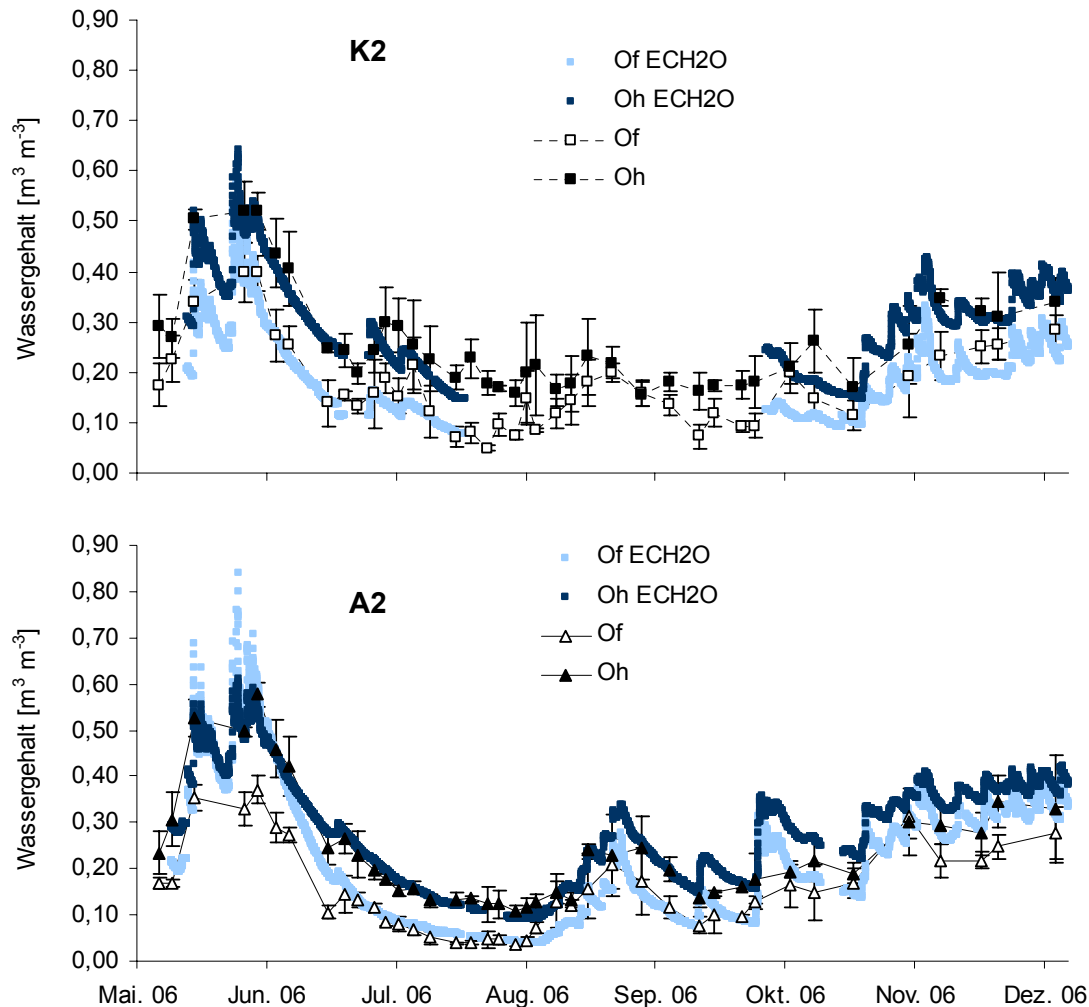 0,90
0,80
0,70
0,60
0,50
0,40
0,30
0,20
0,10
0,00
Wassergehalt [m³ m⁻³]
K2
Of ECH2O
Oh ECH2O
Of
Oh
0,90
0,80
0,70
0,60
0,50
0,40
0,30
0,20
0,10
0,00
Wassergehalt [m³ m⁻³]
A2
Of ECH2O
Oh ECH2O
Of
Oh
Mai. 06 Jun. 06 Jul. 06 Aug. 06 Sep. 06 Okt. 06 Nov. 06 Dez. 06